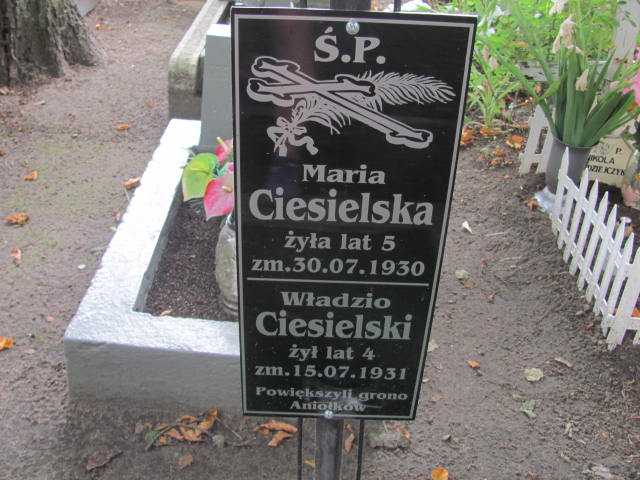 Ś.P.
Maria
Ciesielska
żyła lat 5
zm.30.07.1930
Władzio
Ciesielski
żył lat 4
zm.15.07.1931
Powiększyli grono
Aniołków
P.